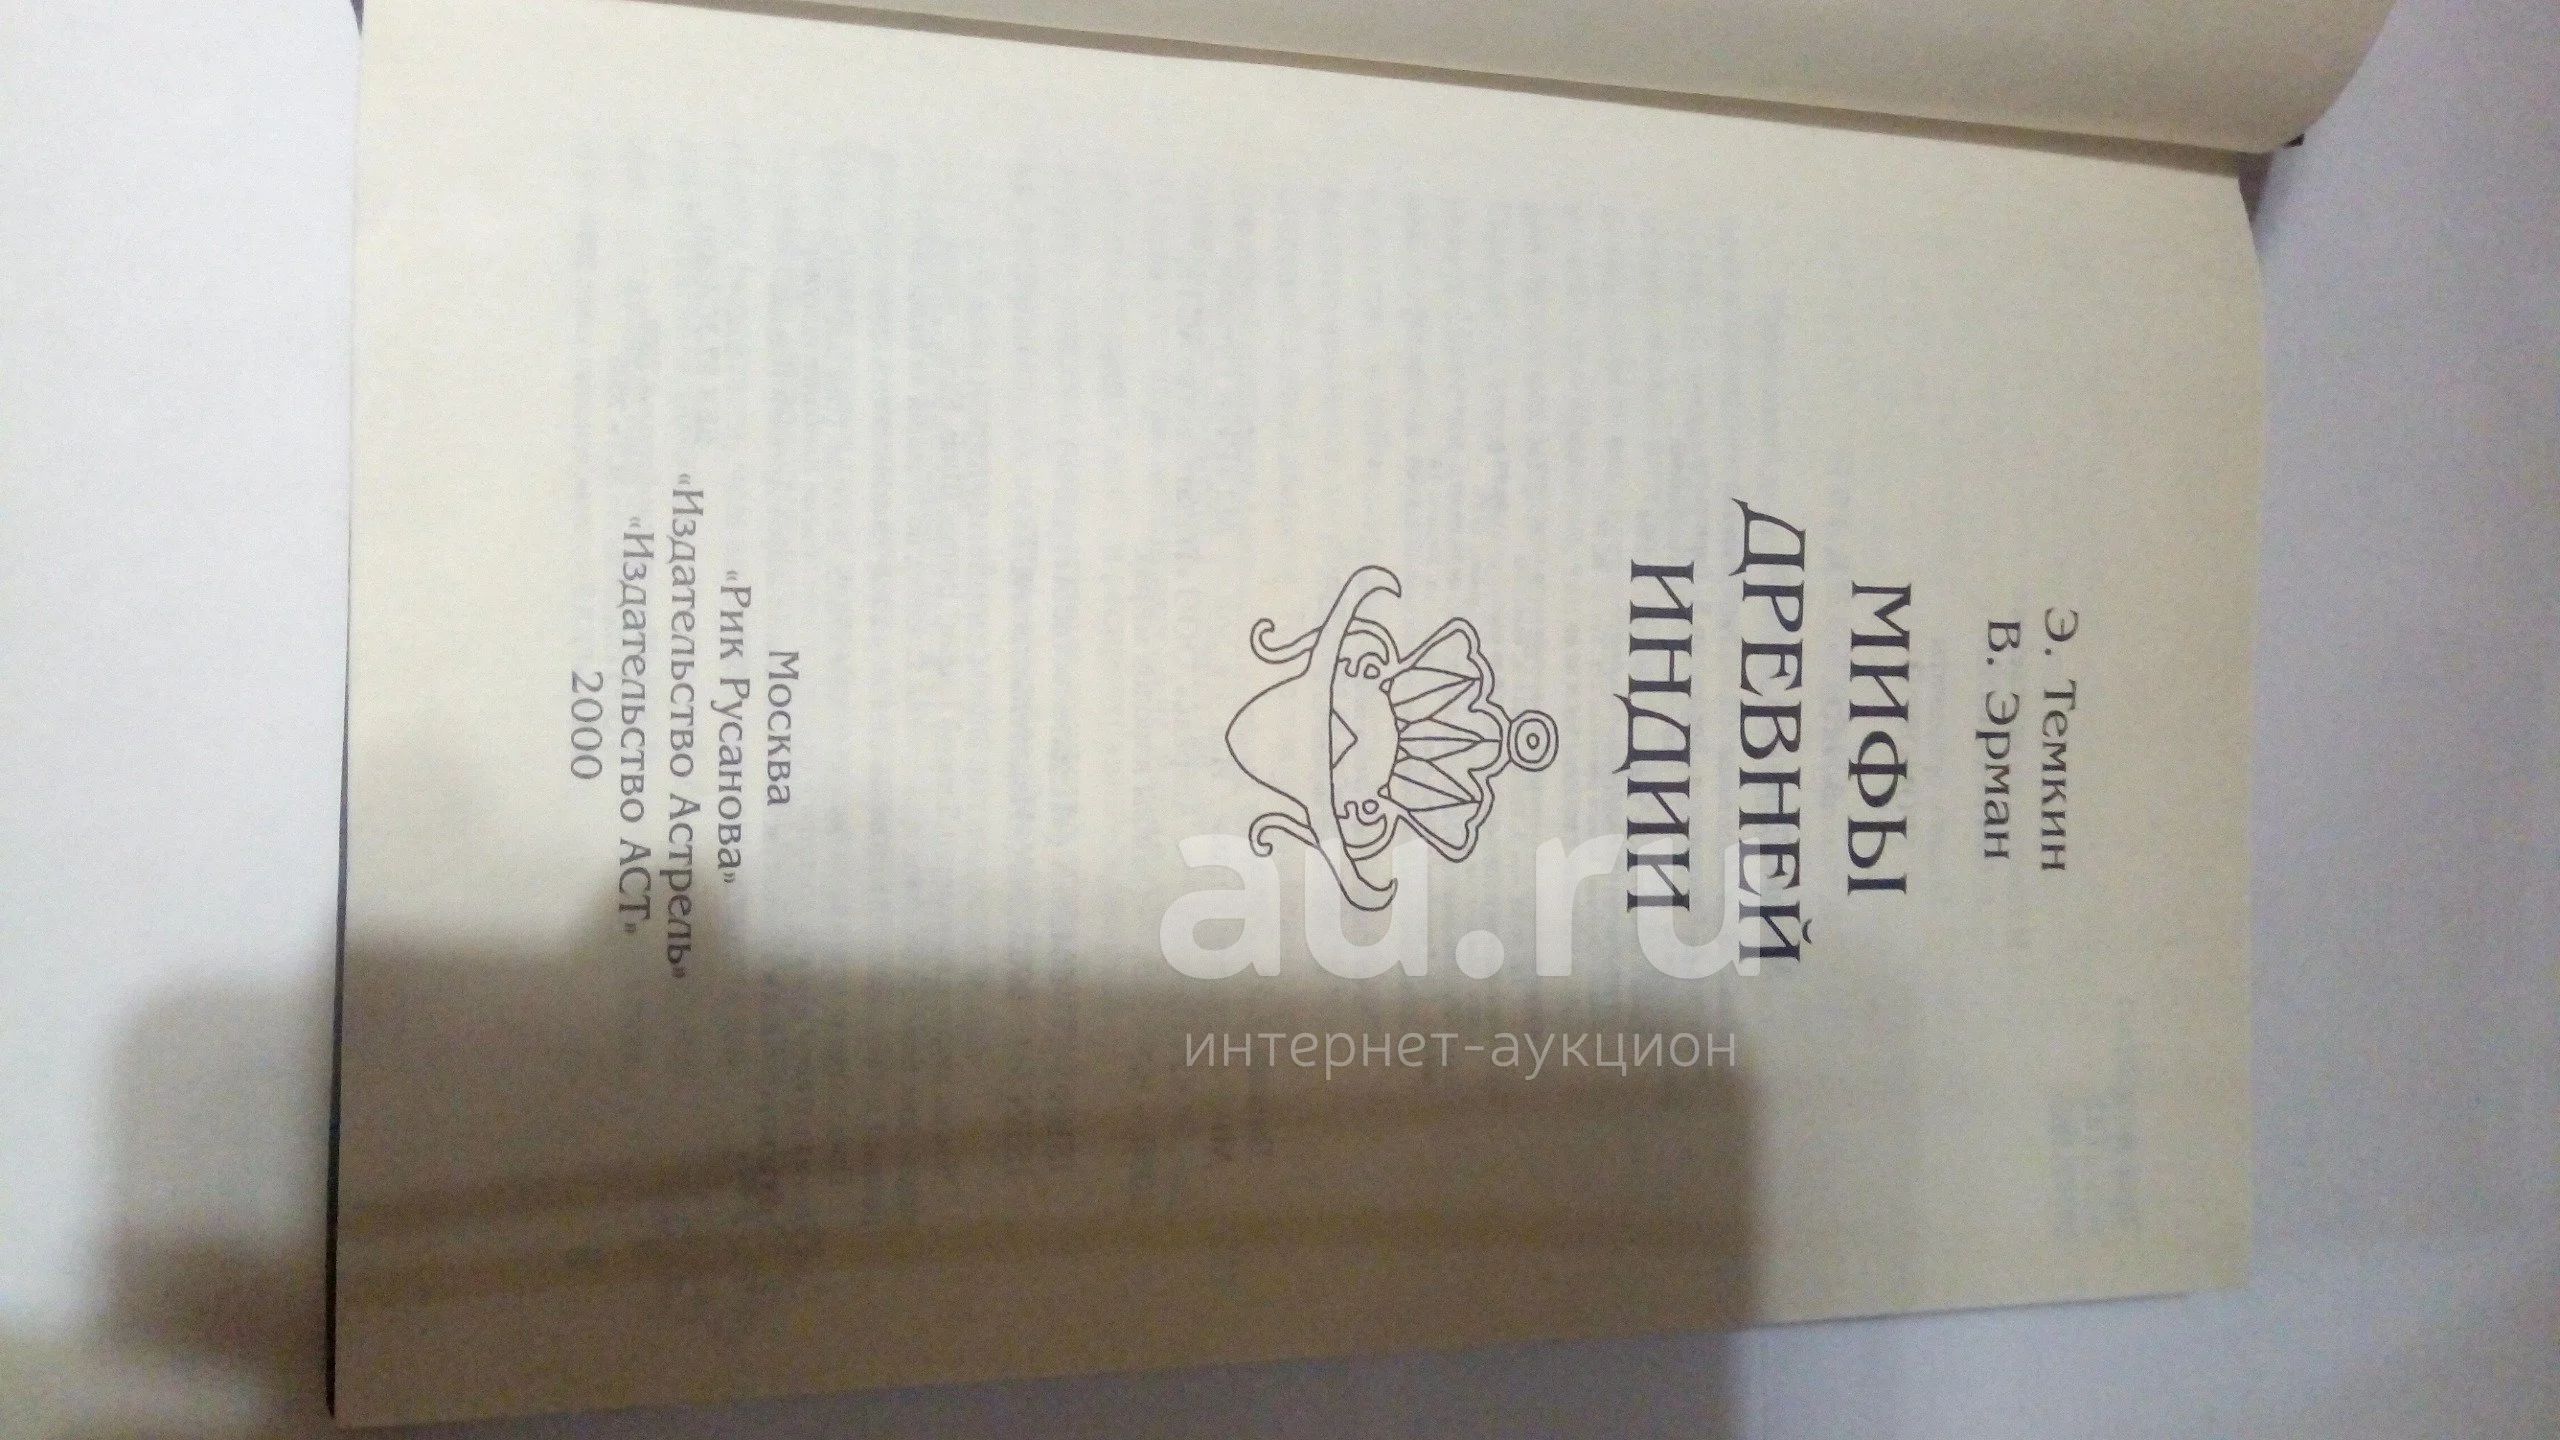 Э. Темкин
В. Эрман
МИФЫ
ДРЕВНЕЙ
ИНДИИ
Москва
«Рик Русанова»
«Издательство Астрель»
«Издательство АСТ»
2000
au.ru
интернет-аукцион